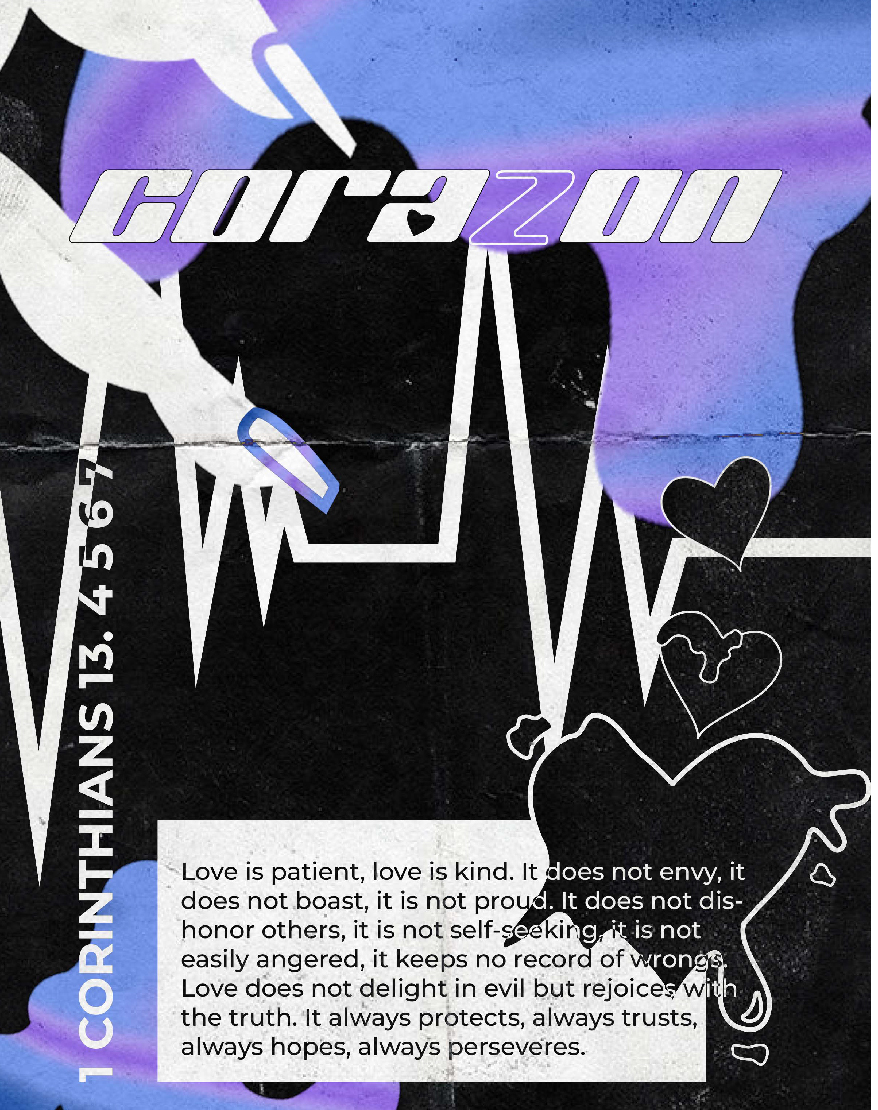 corazon
1 CORINTHIANS 13. 4 5 6 7
Love is patient, love is kind. It does not envy, it
does not boast, it is not proud. It does not dis-
honor others, it is not self-seeking, it is not
easily angered, it keeps no record of wrongs.
Love does not delight in evil but rejoices with
the truth. It always protects, always trusts,
always hopes, always perseveres.